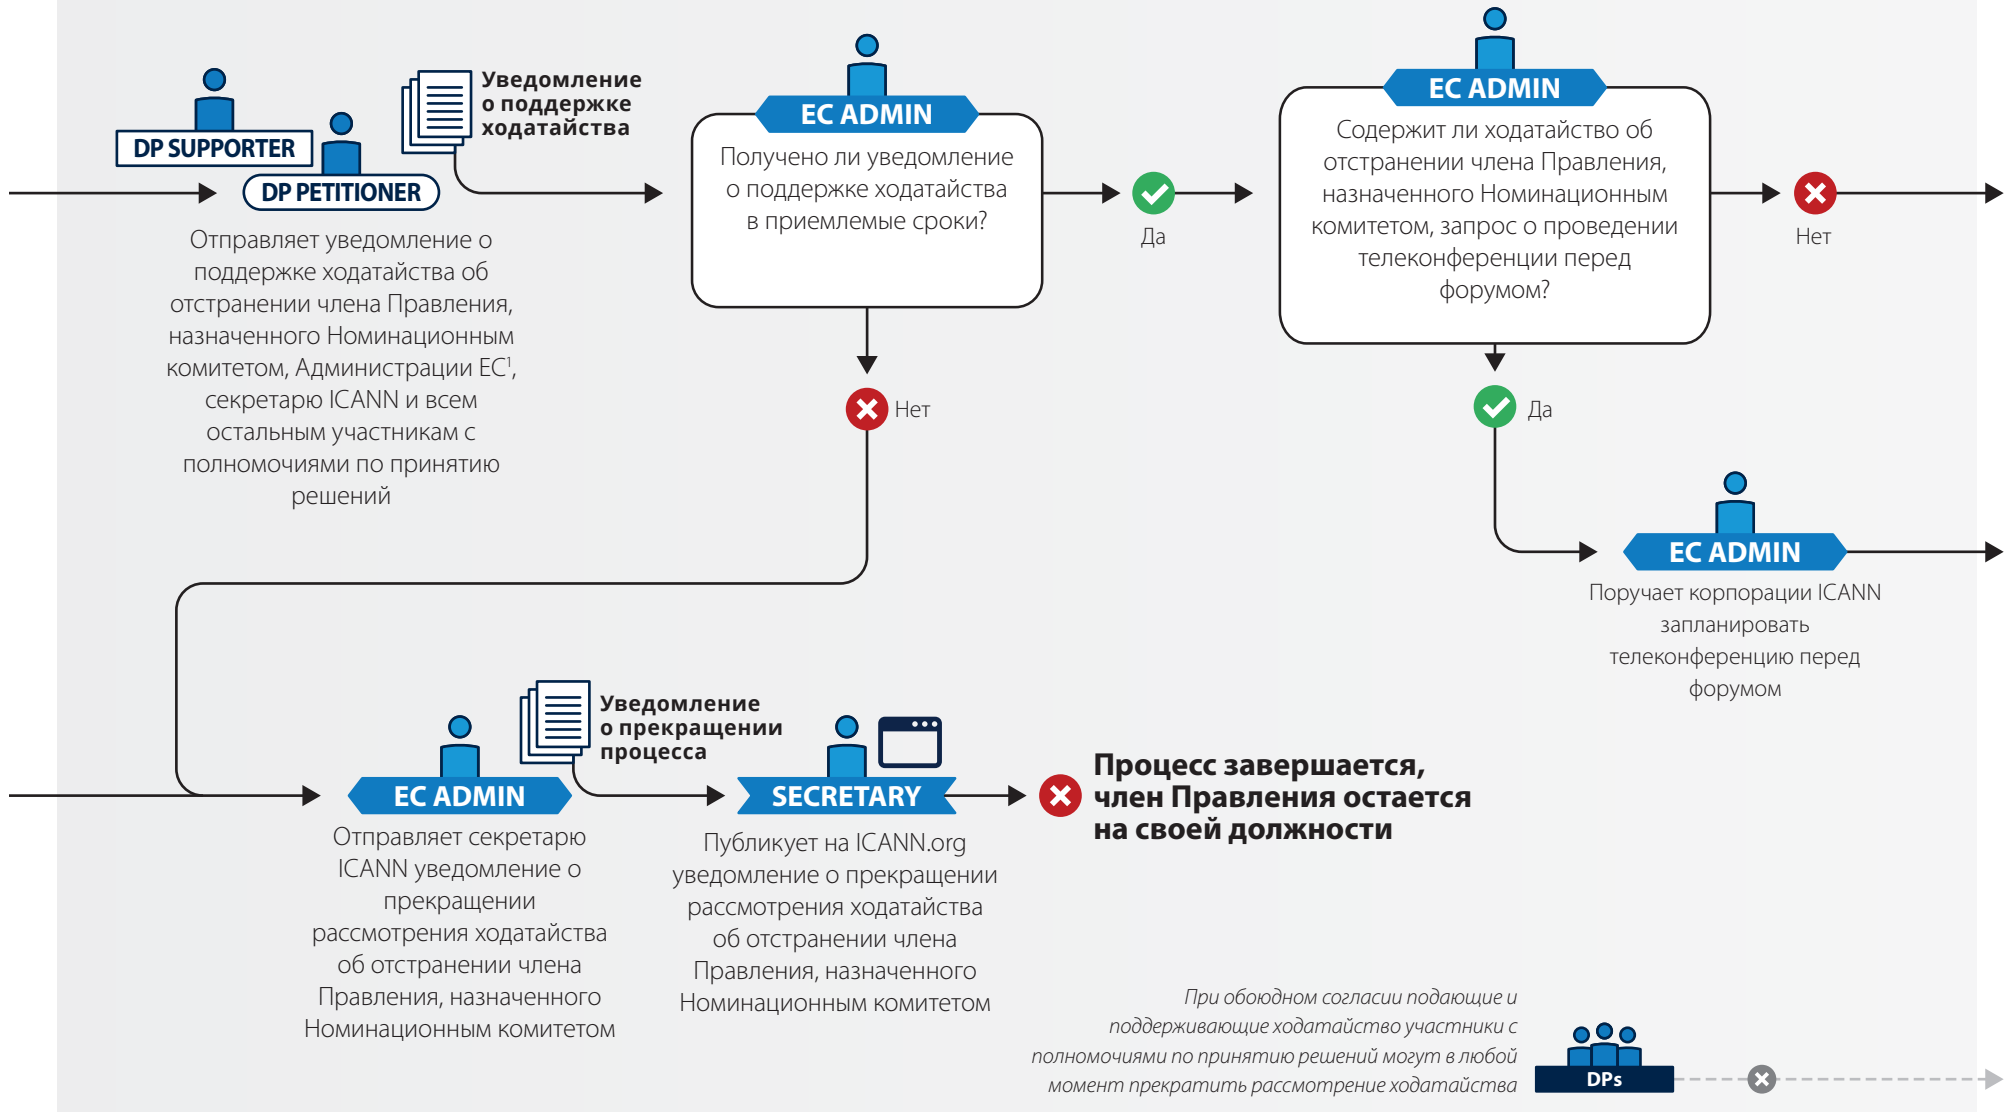 DP SUPPORTER
DP PETITIONER
Отправляет уведомление о
поддержке ходатайства об
отстранении члена Правления,
назначенного Номинационным
комитетом, Администрации EC¹,
секретарю ICANN и всем
остальным участникам с
полномочиями по принятию
решений
Уведомление
о поддержке
ходатайства
EC ADMIN
Получено ли уведомление
о поддержке ходатайства
в приемлемые сроки?
Да
Нет
EC ADMIN
Содержит ли ходатайство об
отстранении члена Правления,
назначенного Номинационным
комитетом, запрос о проведении
телеконференции перед
форумом?
Нет
Да
EC ADMIN
Поручает корпорации ICANN
запланировать
телеконференцию перед
форумом
EC ADMIN
Отправляет секретарю
ICANN уведомление о
прекращении
рассмотрения ходатайства
об отстранении члена
Правления, назначенного
Номинационным комитетом
Уведомление
о прекращении
процесса
SECRETARY
Публикует на ICANN.org
уведомление о прекращении
рассмотрения ходатайства
об отстранении члена
Правления, назначенного
Номинационным комитетом
Процесс завершается,
член Правления остается
на своей должности
При обоюдном согласии подающие и
поддерживающие ходатайство участники с
полномочиями по принятию решений могут в любой
момент прекратить рассмотрение ходатайства
DPs